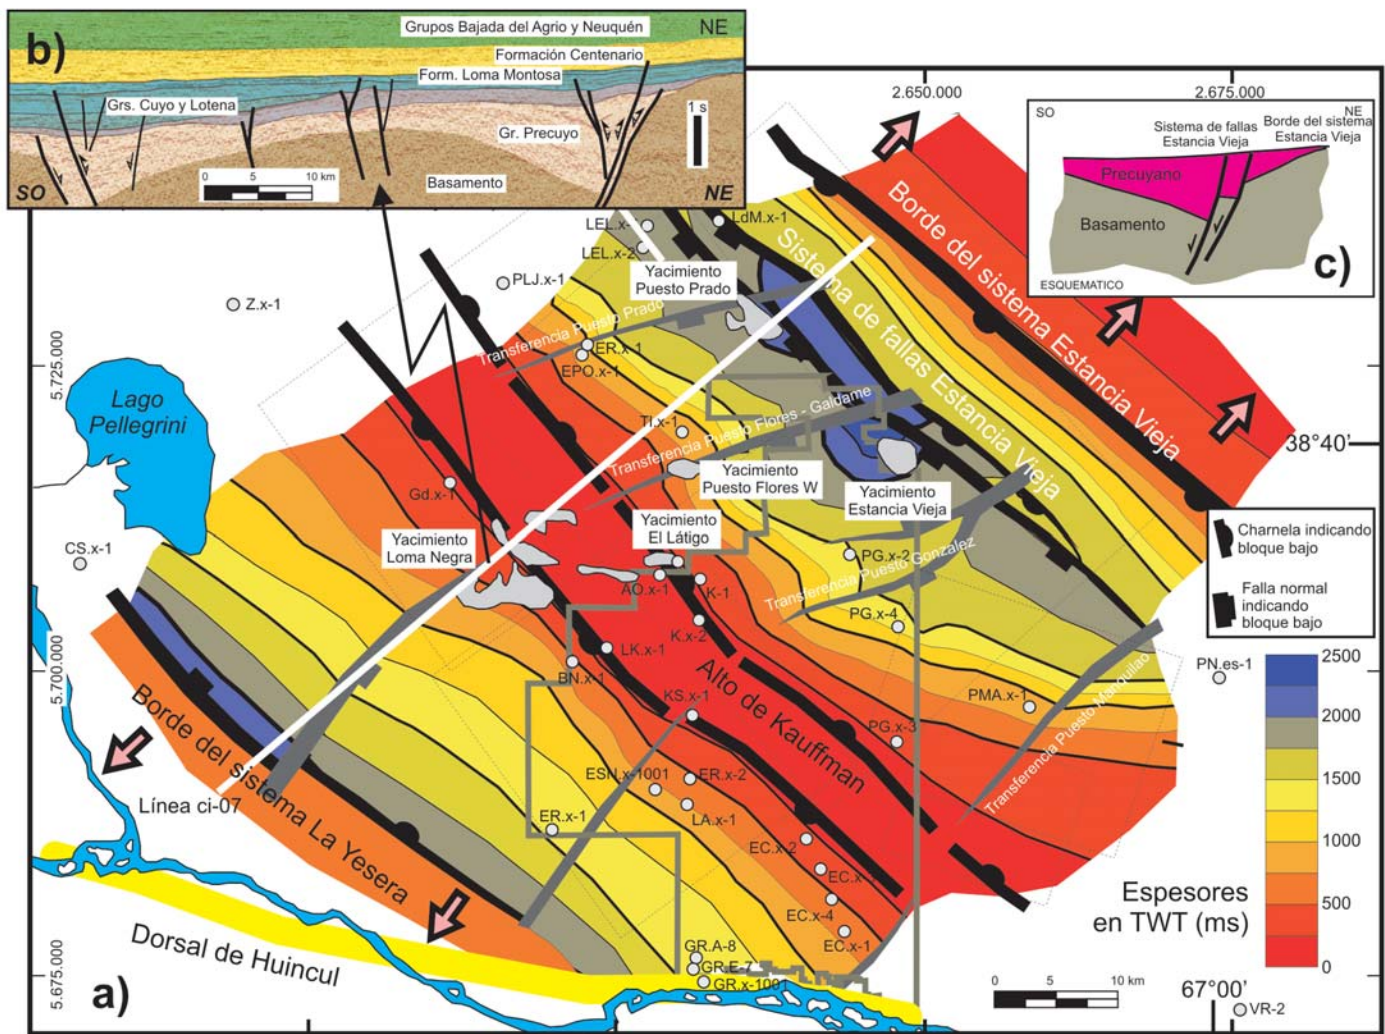 b)
Grupos Bajada del Agrio y Neuquén
NE
Formación Centenario
Form. Loma Montosa
Grs. Cuyo y Lotena
Gr. Precuyo
1 s
0 5 10 km
Basamento
SO
NE
2.650.000
2.675.000
SO
NE
Sistema de fallas
Estancia Vieja
Borde del sistema
Estancia Vieja
Precuyano
Basamento
ESQUEMATICO
c)
LEL.x-
LdM.x-1
LEL.x-2
Yacimiento
Puesto Prado
PLJ.x-1
Z.x-1
Borde del sistema Estancia Vieja
Sistema de fallas Estancia Vieja
Transferencia Puesto Prado
5.725.000
ER.x-1
EPO.x-1
Lago
Pellegrini
TI.x-1
Transferencia Puesto Flores - Galdame
38°40'
Gd.x-1
Yacimiento
Puesto Flores W
Yacimiento
Estancia Vieja
Yacimiento
Loma Negra
Yacimiento
El Látigo
CS.x-1
PG.x-2
Transferencia Puesto González
AO.x-1
K-1
K.x-2
PG.x-4
LK.x-1
BN.x-1
Alto de Kauffman
KS.x-1
PMA.x-1
PG.x-3
Transferencia Puesto Manquilao
PN.es-1
5.700.000
Charnela indicando
bloque bajo
Falla normal
indicando
bloque bajo
Borde del sistema La Yesera
Línea ci-07
ESN.x-1001
ER.x-2
LA.x-1
ER.x-1
EC.x-2
EC.x-
EC.x-4
EC.x-1
2500
2000
1500
1000
500
0
Espesores
en TWT (ms)
Dorsal de Huincul
GR.A-8
GR.E-7
GR.x-1001
5.675.000
a)
0 5 10 km
67°00'
VR-2